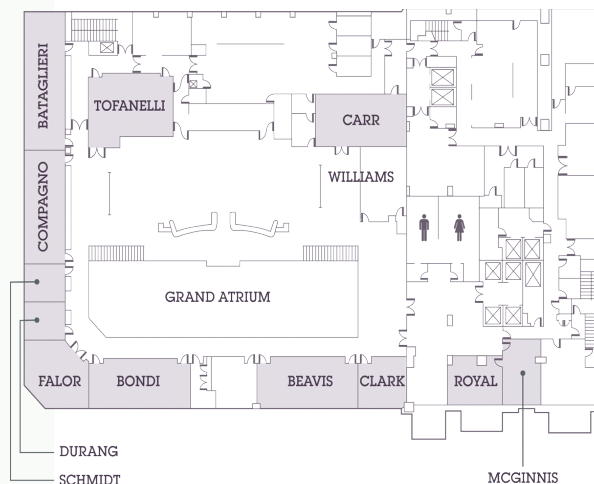 BATAGLIERI
TOFANELLI
CARR
COMPAGNO
WILLIAMS
GRAND ATRIUM
FALOR
BONDI
BEAVIS
CLARK
ROYAL
DURANG
SCHMIDT
MCGINNIS